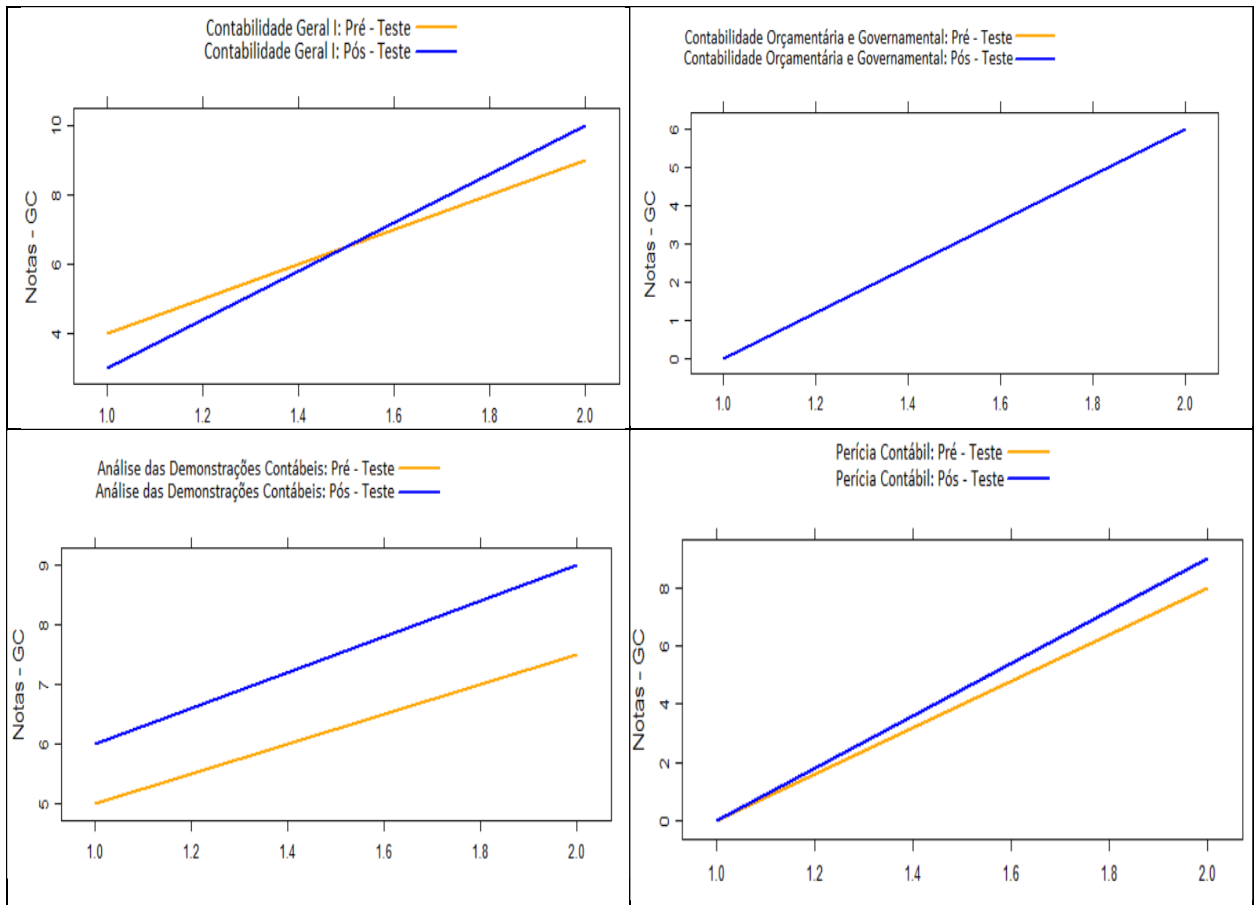 Contabilidade Geral I: Pré - Teste
Contabilidade Geral I: Pós - Teste
10
8
6
4
Notas - GC
1.0 1.2 1.4 1.6 1.8 2.0
Contabilidade Orçamentária e Governamental: Pré - Teste
Contabilidade Orçamentária e Governamental: Pós - Teste
6
5
4
3
2
1
0
Notas - GC
1.0 1.2 1.4 1.6 1.8 2.0
Análise das Demonstrações Contábeis: Pré - Teste
Análise das Demonstrações Contábeis: Pós - Teste
9
8
7
6
5
Notas - GC
1.0 1.2 1.4 1.6 1.8 2.0
Perícia Contábil: Pré - Teste
Perícia Contábil: Pós - Teste
8
6
4
2
0
Notas - GC
1.0 1.2 1.4 1.6 1.8 2.0